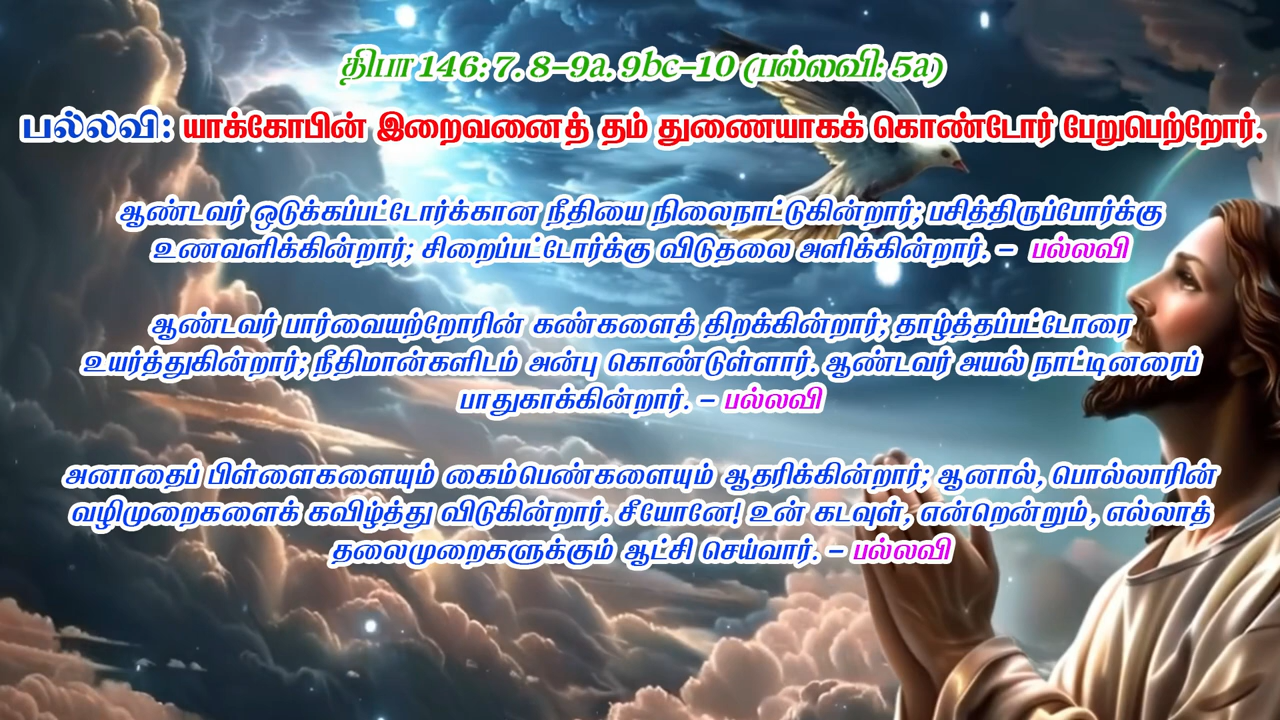 திபா 146: 7. 8-9a. 9bc-10 (பல்லவி: 5a)
பல்லவி: யாக்கோபின் இறைவனைத் தம் துணையாகக் கொண்டோர் பேறுபெற்றோர்.
ஆண்டவர் ஒடுக்கப்பட்டோர்க்கான நீதியை நிலைநாட்டுகின்றார்; பசித்திருப்போர்க்கு
உணவளிக்கின்றார்; சிறைப்பட்டோர்க்கு விடுதலை அளிக்கின்றார். – பல்லவி
ஆண்டவர் பார்வையற்றோரின் கண்களைத் திறக்கின்றார்; தாழ்த்தப்பட்டோரை
உயர்த்துகின்றார்; நீதிமான்களிடம் அன்பு கொண்டுள்ளார். ஆண்டவர் அயல் நாட்டினரைப்
பாதுகாக்கின்றார். – பல்லவி
அனாதைப் பிள்ளைகளையும் கைம்பெண்களையும் ஆதரிக்கின்றார்; ஆனால், பொல்லாரின்
வழிமுறைகளைக் கவிழ்த்து விடுகின்றார். சீயோனே! உன் கடவுள், என்றென்றும், எல்லாத்
தலைமுறைகளுக்கும் ஆட்சி செய்வார். – பல்லவி